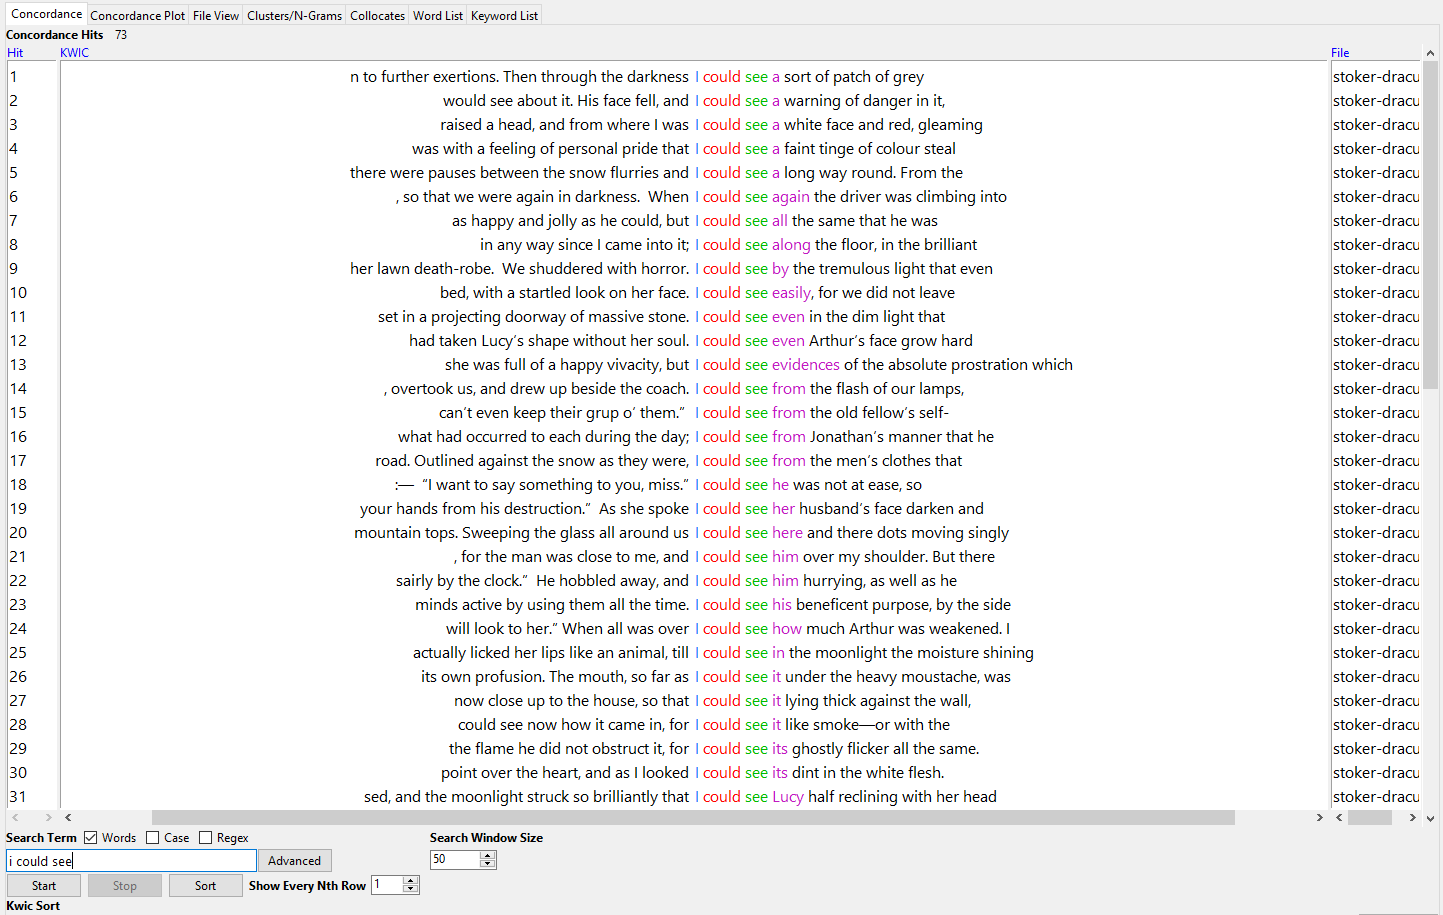 Concordance Concordance Plot File View Clusters/N-Grams Collocates Word List Keyword List
Concordance Hits 73
Hit KWIC File
1 n to further exertions. Then through the darkness I could see a sort of patch of grey stoker-dracu
2 would see about it. His face fell, and I could see a warning of danger in it, stoker-dracu
3 raised a head, and from where I was I could see a white face and red, gleaming stoker-dracu
4 was with a feeling of personal pride that I could see a faint tinge of colour steal stoker-dracu
5 there were pauses between the snow flurries and I could see a long way round. From the stoker-dracu
6 , so that we were again in darkness. When I could see again the driver was climbing into stoker-dracu
7 as happy and jolly as he could, but I could see all the same that he was stoker-dracu
8 in any way since I came into it; I could see along the floor, in the brilliant stoker-dracu
9 her lawn death-robe. We shuddered with horror. I could see by the tremulous light that even stoker-dracu
10 bed, with a startled look on her face. I could see easily, for we did not leave stoker-dracu
11 set in a projecting doorway of massive stone. I could see even in the dim light that stoker-dracu
12 had taken Lucy’s shape without her soul. I could see even Arthur’s face grow hard stoker-dracu
13 she was full of a happy vivacity, but I could see evidences of the absolute prostration which stoker-dracu
14 , overtook us, and drew up beside the coach. I could see from the flash of our lamps, stoker-dracu
15 can’t even keep their grup o’ them.” I could see from the old fellow’s self- stoker-dracu
16 what had occurred to each during the day; I could see from Jonathan’s manner that he stoker-dracu
17 road. Outlined against the snow as they were, I could see from the men’s clothes that stoker-dracu
18 :— “I want to say something to you, miss.” I could see he was not at ease, so stoker-dracu
19 your hands from his destruction.” As she spoke I could see her husband’s face darken and stoker-dracu
20 mountain tops. Sweeping the glass all around us I could see here and there dots moving singly stoker-dracu
21 , for the man was close to me, and I could see him over my shoulder. But there stoker-dracu
22 sairly by the clock.” He hobbled away, and I could see him hurrying, as well as he stoker-dracu
23 minds active by using them all the time. I could see his beneficent purpose, by the side stoker-dracu
24 will look to her.” When all was over I could see how much Arthur was weakened. I stoker-dracu
25 actually licked her lips like an animal, till I could see in the moonlight the moisture shining stoker-dracu
26 its own profusion. The mouth, so far as I could see it under the heavy moustache, was stoker-dracu
27 now close up to the house, so that I could see it lying thick against the wall, stoker-dracu
28 could see now how it came in, for I could see it like smoke—or with the stoker-dracu
29 the flame he did not obstruct it, for I could see its ghostly flicker all the same. stoker-dracu
30 point over the heart, and as I looked I could see its dint in the white flesh. stoker-dracu
31 sed, and the moonlight struck so brilliantly that I could see Lucy half reclining with her head stoker-dracu
Search Term Words Case Regex Search Window Size
i could see Advanced 50
Start Stop Sort Show Every Nth Row 1
Kwic Sort